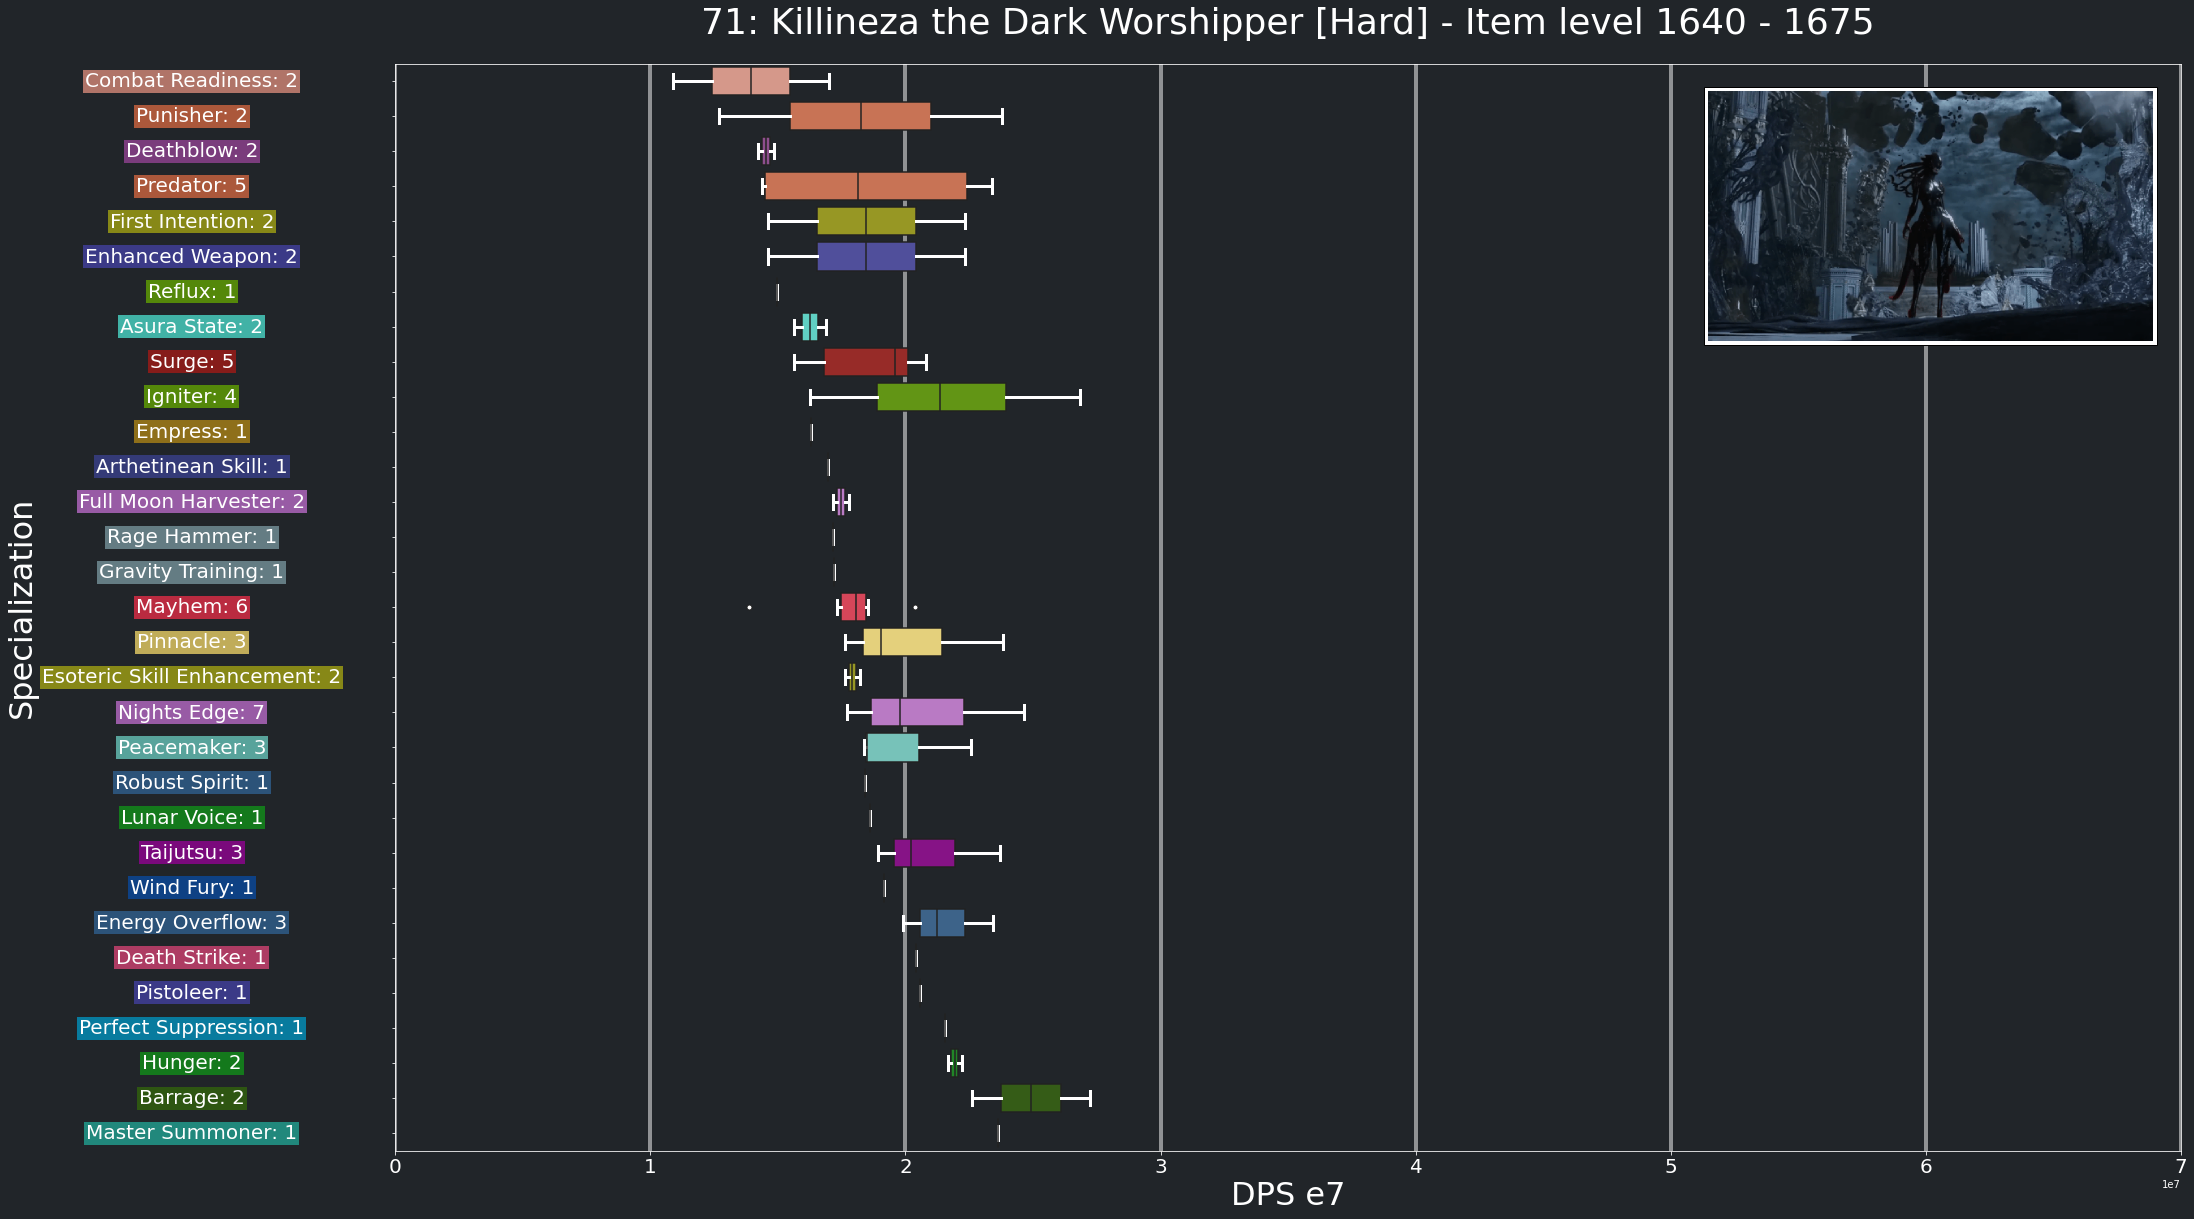 71: Killineza the Dark Worshipper [Hard] - Item level 1640 - 1675
Specialization
Combat Readiness: 2
Punisher: 2
Deathblow: 2
Predator: 5
First Intention: 2
Enhanced Weapon: 2
Reflux: 1
Asura State: 2
Surge: 5
Igniter: 4
Empress: 1
Arthetinean Skill: 1
Full Moon Harvester: 2
Rage Hammer: 1
Gravity Training: 1
Mayhem: 6
Pinnacle: 3
Esoteric Skill Enhancement: 2
Nights Edge: 7
Peacemaker: 3
Robust Spirit: 1
Lunar Voice: 1
Taijutsu: 3
Wind Fury: 1
Energy Overflow: 3
Death Strike: 1
Pistoleer: 1
Perfect Suppression: 1
Hunger: 2
Barrage: 2
Master Summoner: 1
0 1 2 3 4 5 6 7
1e7
DPS e7